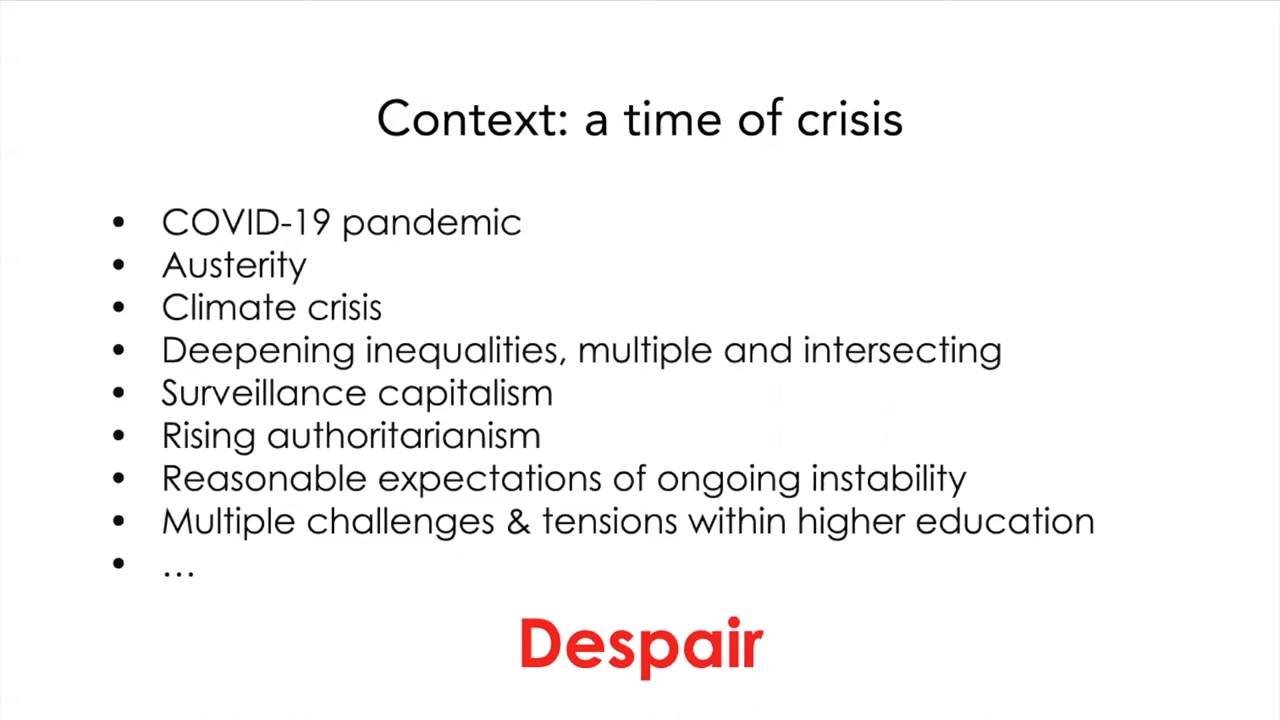 Context: a time of crisis
• COVID-19 pandemic
• Austerity
• Climate crisis
• Deepening inequalities, multiple and intersecting
• Surveillance capitalism
• Rising authoritarianism
• Reasonable expectations of ongoing instability
• Multiple challenges & tensions within higher education
• ...
Despair